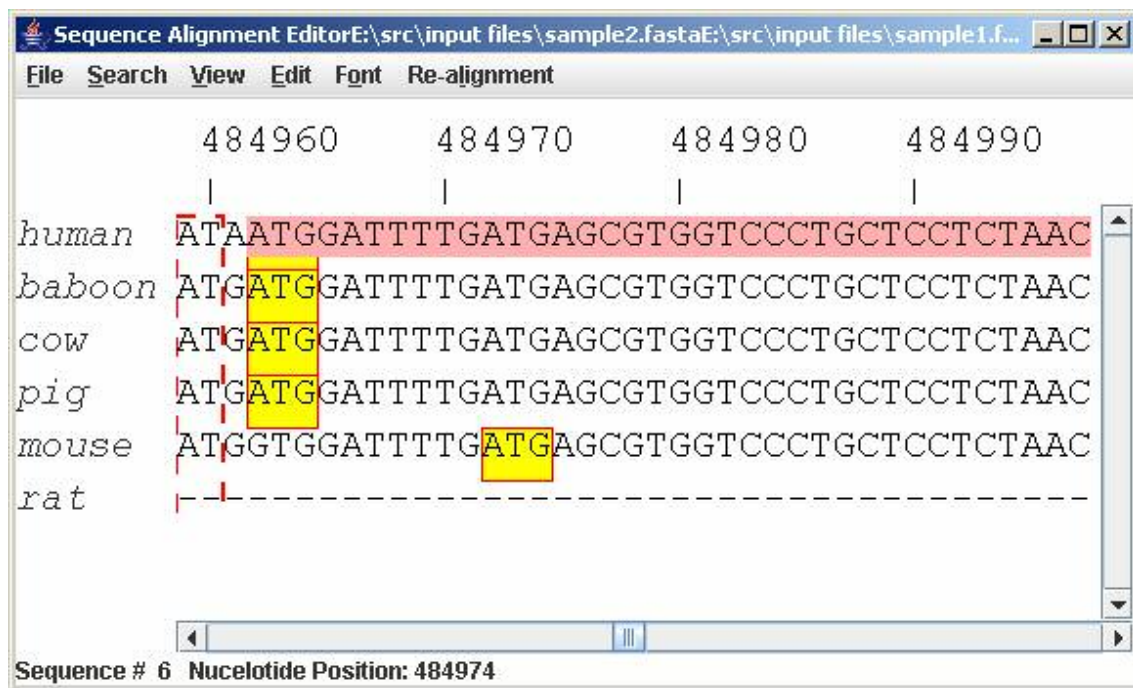 Sequence Alignment EditorE:\src\input files\sample2.fastaE:\src\input files\sample1.f...
File Search View Edit Font Re-alignment
484960 484970 484980 484990
human ATAATGGATTTTGATGAGCGTGGTCCCTGCTCCTCTAAC
baboon ATGATGGATTTTGATGAGCGTGGTCCCTGCTCCTCTAAC
cow ATGATGGATTTTGATGAGCGTGGTCCCTGCTCCTCTAAC
pig ATGATGGATTTTGATGAGCGTGGTCCCTGCTCCTCTAAC
mouse ATGGTGGATTTTGATGAGCGTGGTCCCTGCTCCTCTAAC
rat ---------------------------------------
Sequence # 6 Nucelotide Position: 484974